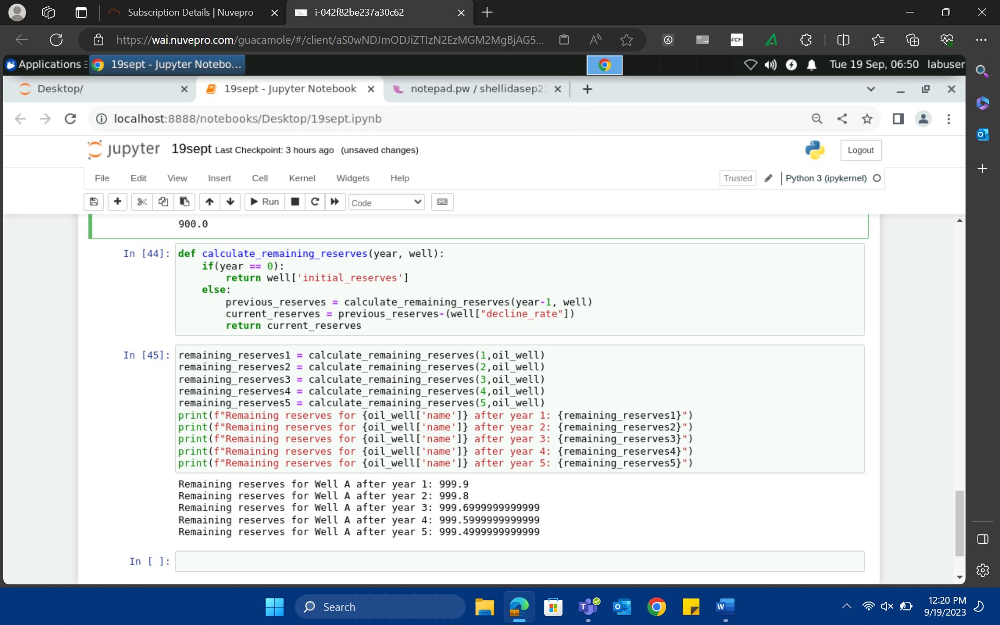 Subscription Details | Nuvepro
i-042f82be237a30c62
https://wai.nuvepro.com/guacamole/#/client/aS0wNDJmODJiZTIzN2EzMGM2MgBjAG5...
Applications
19sept - Jupyter Notebo...
Tue 19 Sep, 06:50 labuser
Desktop/
19sept - Jupyter Notebook
notepad.pw / shellidasep23
localhost:8888/notebooks/Desktop/19sept.ipynb
jupyter 19sept Last Checkpoint: 3 hours ago (unsaved changes)
Logout
File Edit View Insert Cell Kernel Widgets Help
Trusted
Python 3 (ipykernel)
Run
Code
900.0
In [44]: def calculate_remaining_reserves(year, well):
    if(year == 0):
        return well['initial_reserves']
    else:
        previous_reserves = calculate_remaining_reserves(year-1, well)
        current_reserves = previous_reserves-(well["decline_rate"])
        return current_reserves
In [45]: remaining_reserves1 = calculate_remaining_reserves(1,oil_well)
remaining_reserves2 = calculate_remaining_reserves(2,oil_well)
remaining_reserves3 = calculate_remaining_reserves(3,oil_well)
remaining_reserves4 = calculate_remaining_reserves(4,oil_well)
remaining_reserves5 = calculate_remaining_reserves(5,oil_well)
print(f"Remaining reserves for {oil_well['name']} after year 1: {remaining_reserves1}")
print(f"Remaining reserves for {oil_well['name']} after year 2: {remaining_reserves2}")
print(f"Remaining reserves for {oil_well['name']} after year 3: {remaining_reserves3}")
print(f"Remaining reserves for {oil_well['name']} after year 4: {remaining_reserves4}")
print(f"Remaining reserves for {oil_well['name']} after year 5: {remaining_reserves5}")
Remaining reserves for Well A after year 1: 999.9
Remaining reserves for Well A after year 2: 999.8
Remaining reserves for Well A after year 3: 999.6999999999999
Remaining reserves for Well A after year 4: 999.5999999999999
Remaining reserves for Well A after year 5: 999.4999999999999
In [ ]:
Search
12:20 PM
9/19/2023